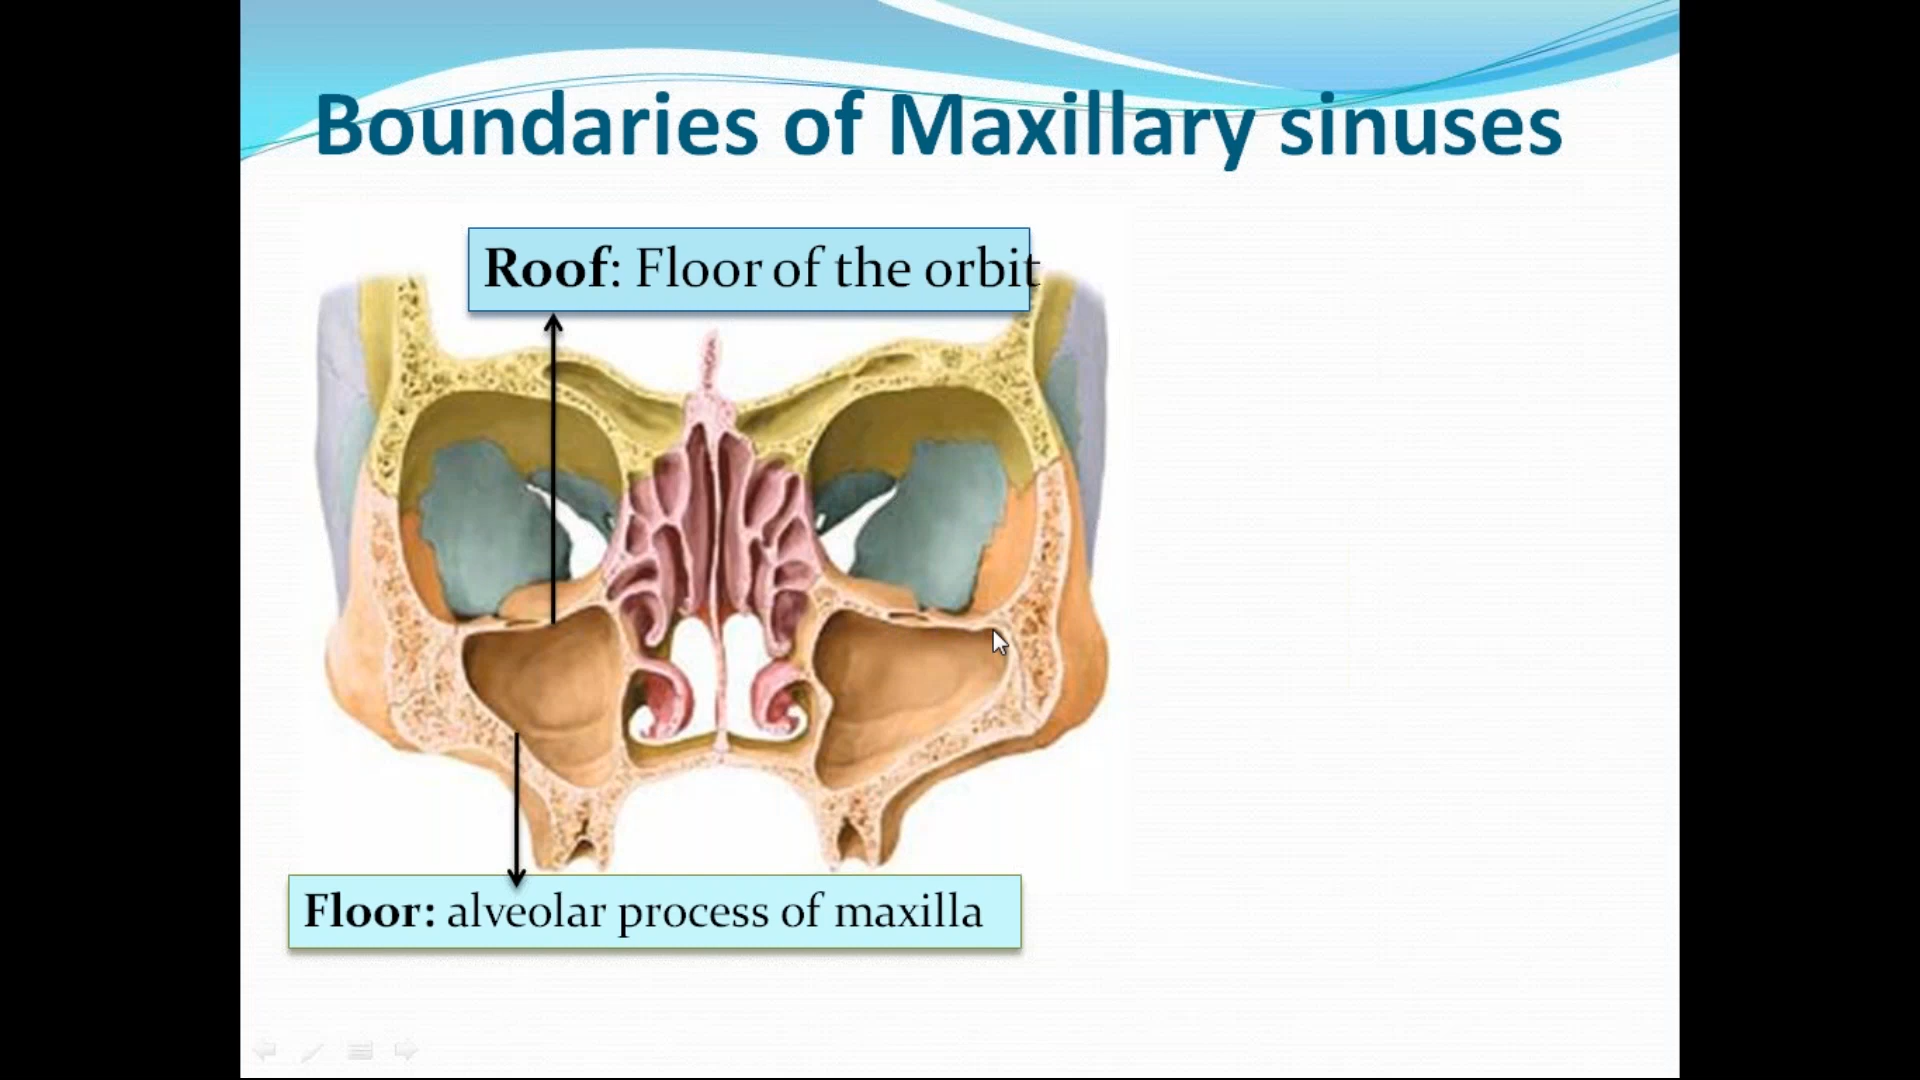 Boundaries of Maxillary sinuses
Roof: Floor of the orbit
Floor: alveolar process of maxilla